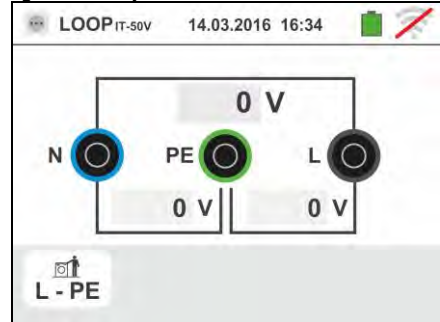 LOOP IT-50V 14.03.2016 16:34
0 V
N PE L
0 V 0 V
L - PE